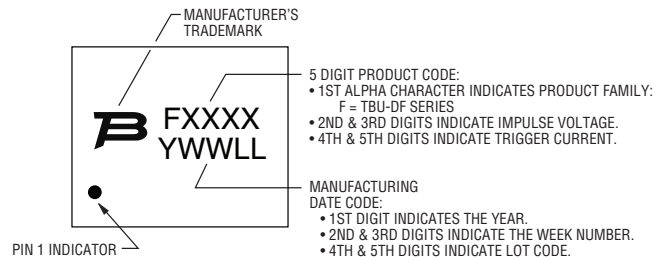 MANUFACTURER'S
TRADEMARK
FXXXX
YWWLL
PIN 1 INDICATOR
5 DIGIT PRODUCT CODE:
• 1ST ALPHA CHARACTER INDICATES PRODUCT FAMILY:
F = TBU-DF SERIES
• 2ND & 3RD DIGITS INDICATE IMPULSE VOLTAGE.
• 4TH & 5TH DIGITS INDICATE TRIGGER CURRENT.
MANUFACTURING
DATE CODE:
• 1ST DIGIT INDICATES THE YEAR.
• 2ND & 3RD DIGITS INDICATE THE WEEK NUMBER.
• 4TH & 5TH DIGITS INDICATE LOT CODE.